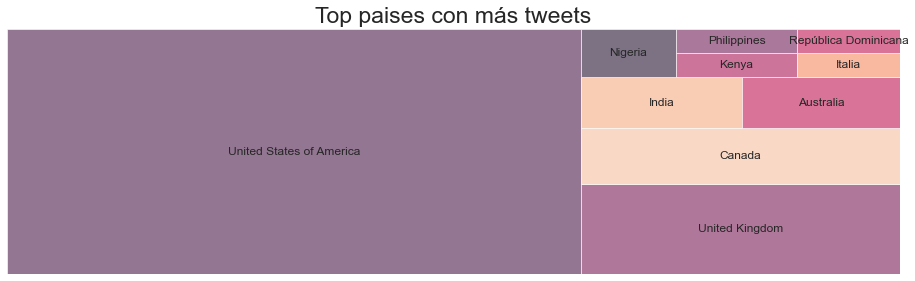 Top paises con más tweets
Nigeria
Philippines
República Dominicana
Kenya
Italia
India
Australia
United States of America
Canada
United Kingdom